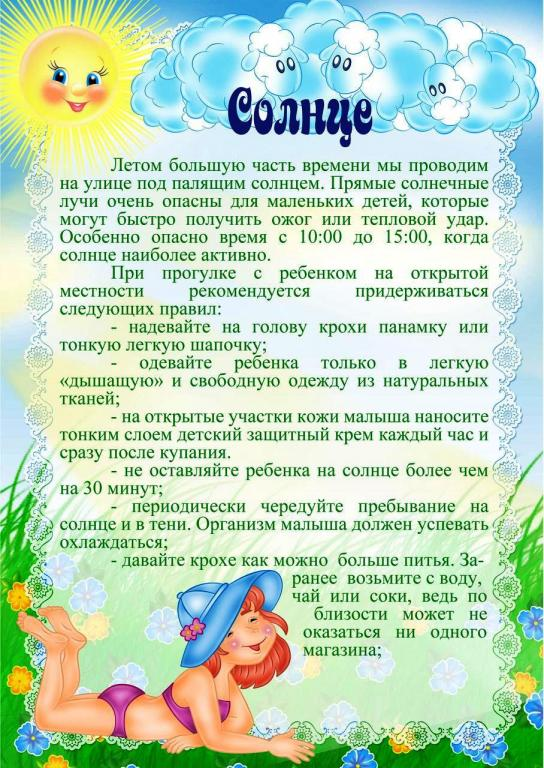 Солнце
Летом большую часть времени мы проводим
на улице под палящим солнцем. Прямые солнечные
лучи очень опасны для маленьких детей, которые
могут быстро получить ожог или тепловой удар.
Особенно опасно время с 10:00 до 15:00, когда
солнце наиболее активно.
При прогулке с ребенком на открытой
местности рекомендуется придерживаться
следующих правил:
- надевайте на голову крохи панамку или
тонкую легкую шапочку;
- одевайте ребенка только в легкую
«дышащую» и свободную одежду из натуральных
тканей;
- на открытые участки кожи малыша наносите
тонким слоем детский защитный крем каждый час и
сразу после купания.
- не оставляйте ребенка на солнце более чем
на 30 минут;
- периодически чередуйте пребывание на
солнце и в тени. Организм малыша должен успевать
охлаждаться;
- давайте крохе как можно больше питья. За-
ранее возьмите с воду,
чай или соки, ведь по
близости может не
оказаться ни одного
магазина;